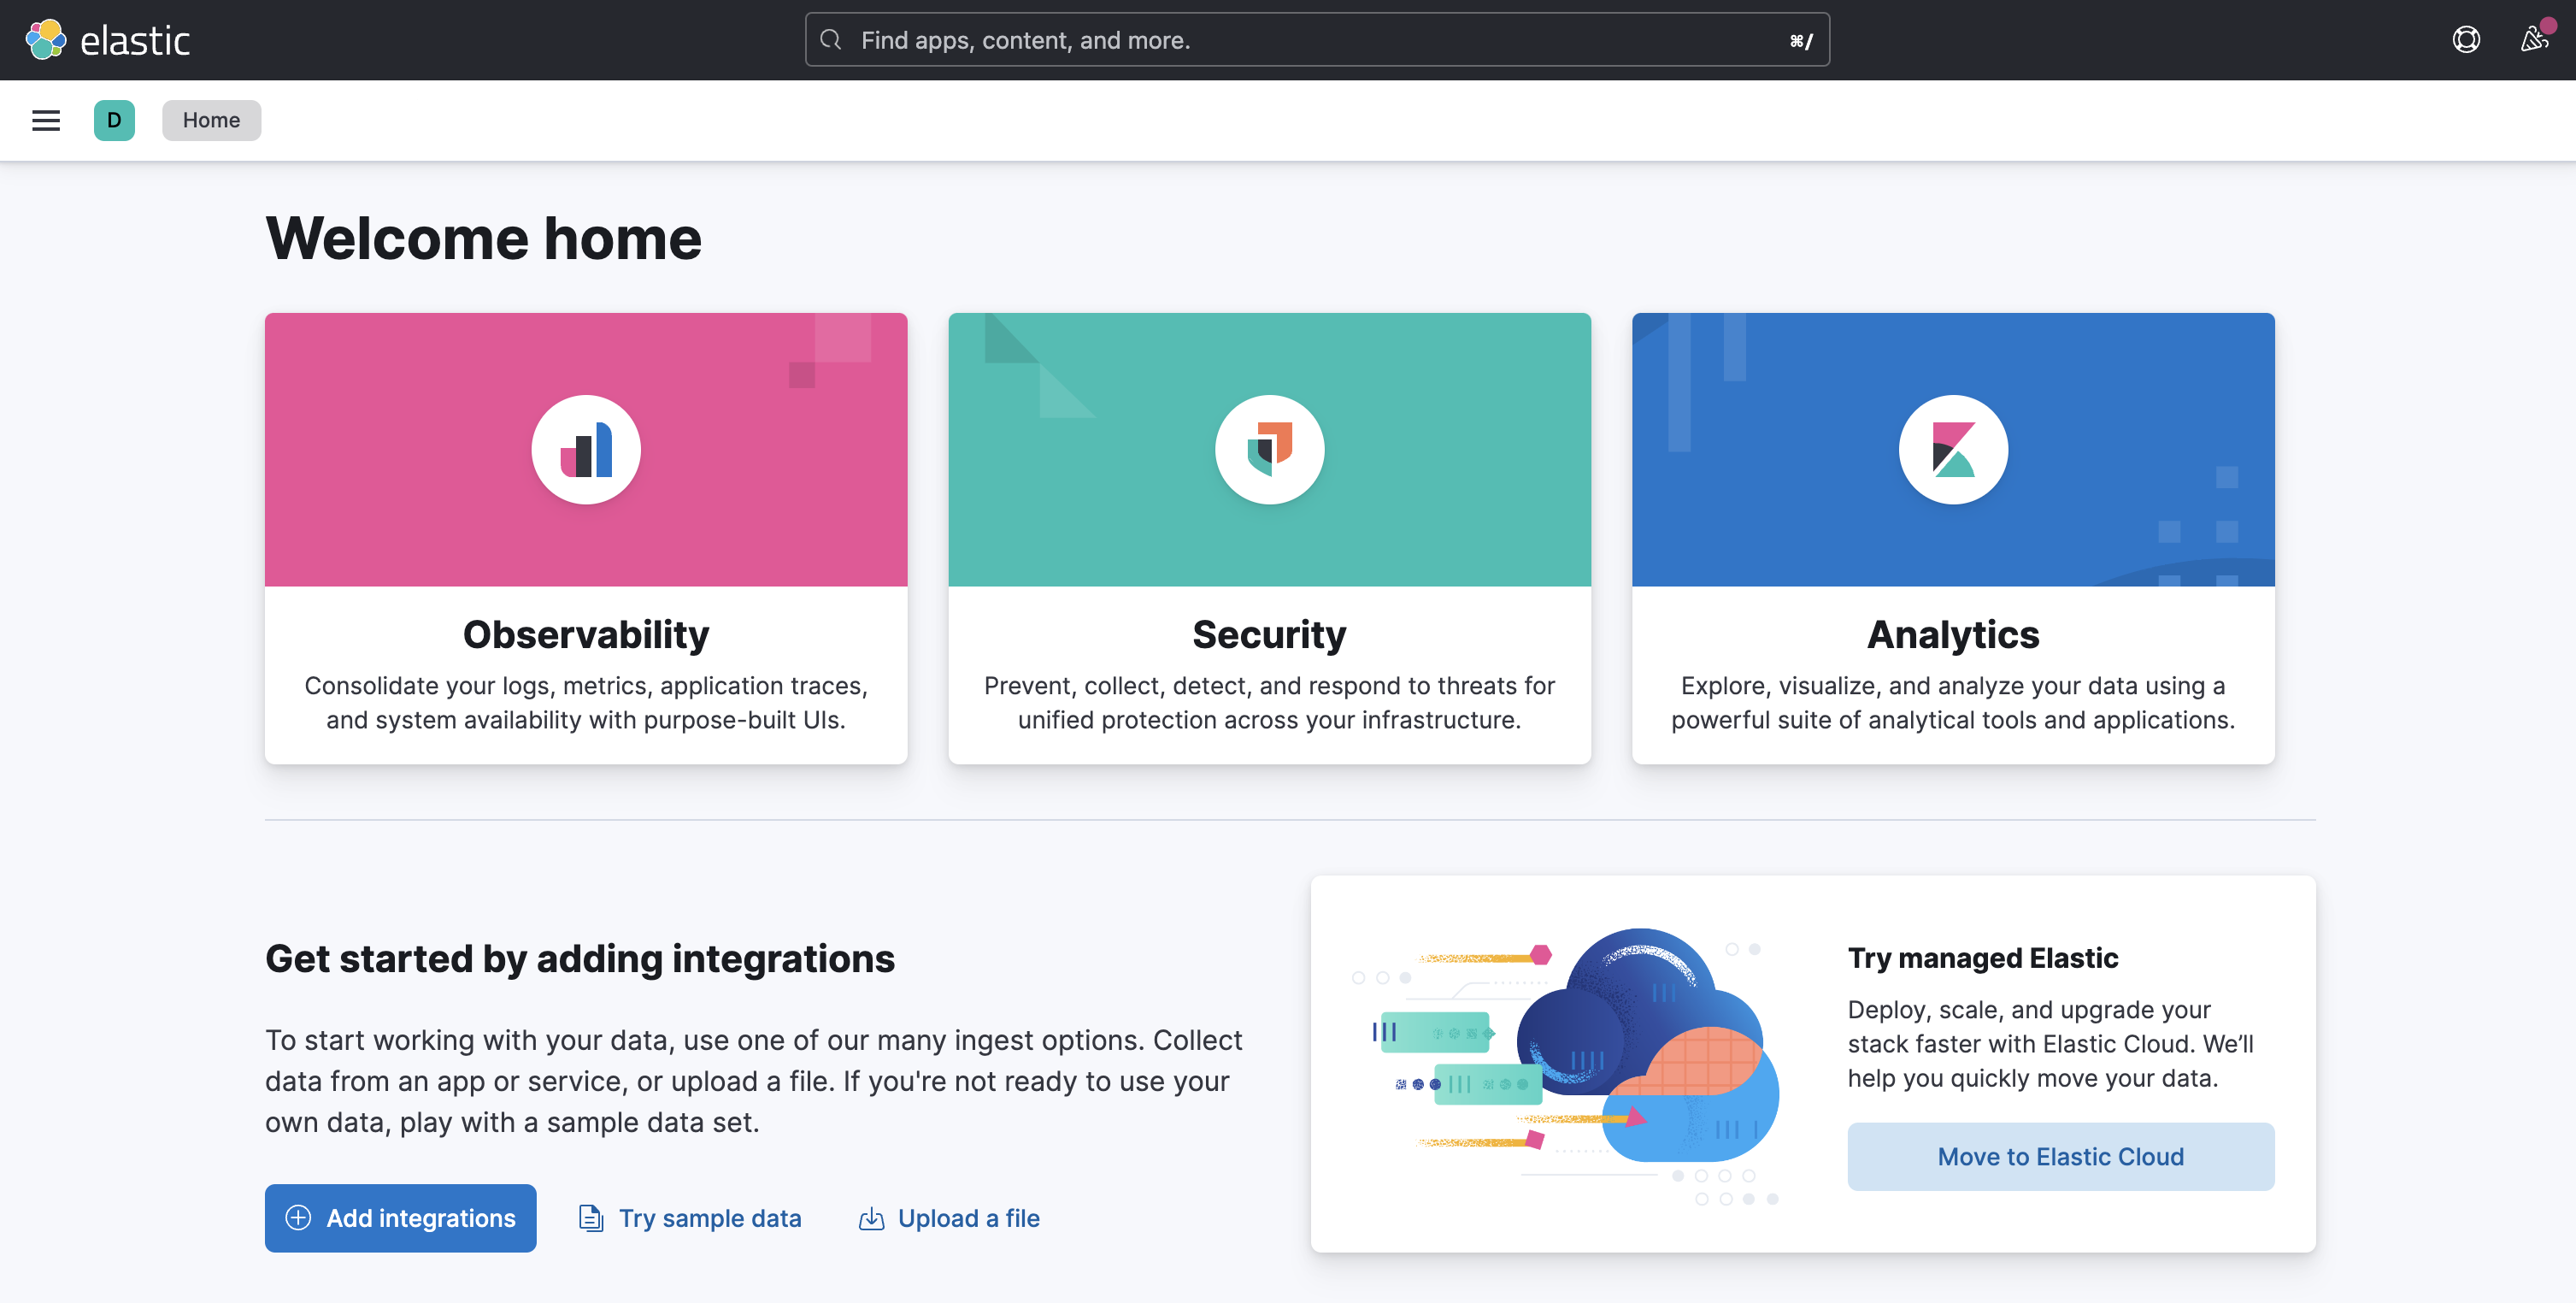 elastic
Find apps, content, and more.
⌘/
D
Home
Welcome home
Observability
Consolidate your logs, metrics, application traces,
and system availability with purpose-built UIs.
Security
Prevent, collect, detect, and respond to threats for
unified protection across your infrastructure.
Analytics
Explore, visualize, and analyze your data using a
powerful suite of analytical tools and applications.
Get started by adding integrations
To start working with your data, use one of our many ingest options. Collect
data from an app or service, or upload a file. If you're not ready to use your
own data, play with a sample data set.
Add integrations
Try sample data
Upload a file
Try managed Elastic
Deploy, scale, and upgrade your
stack faster with Elastic Cloud. We’ll
help you quickly move your data.
Move to Elastic Cloud